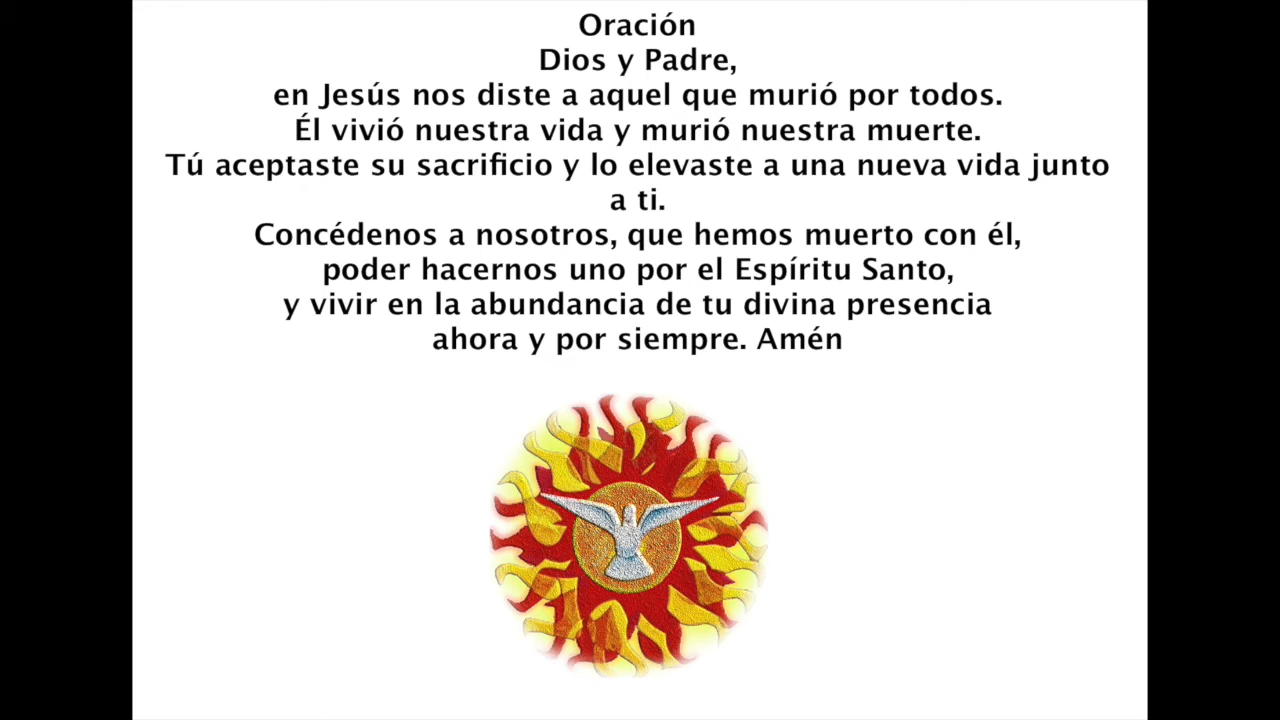 Oración
Dios y Padre,
en Jesús nos diste a aquel que murió por todos.
Él vivió nuestra vida y murió nuestra muerte.
Tú aceptaste su sacrificio y lo elevaste a una nueva vida junto
a ti.
Concédenos a nosotros, que hemos muerto con él,
poder hacernos uno por el Espíritu Santo,
y vivir en la abundancia de tu divina presencia
ahora y por siempre. Amén